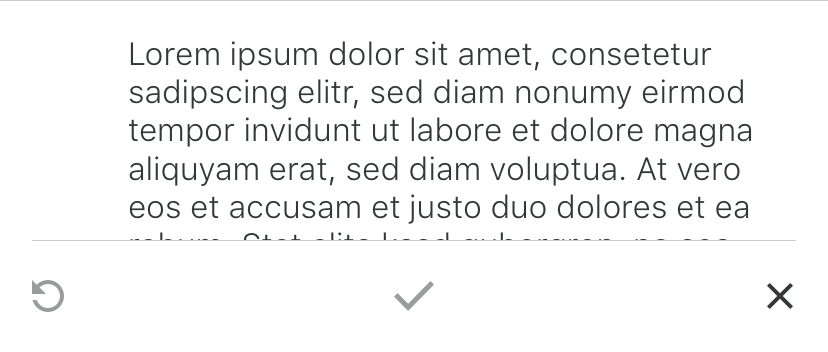 Lorem ipsum dolor sit amet, consetetur
sadipscing elitr, sed diam nonumy eirmod
tempor invidunt ut labore et dolore magna
aliquyam erat, sed diam voluptua. At vero
eos et accusam et justo duo dolores et ea